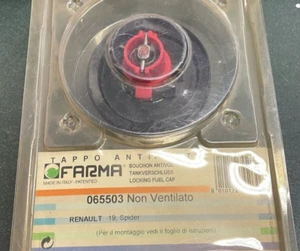 TAPPO ANTI
FARMA
MADE IN ITALY - PATENTED
BOUCHON ANTIVOL
TANKVERSCHLUSS
LOCKING FUEL CAP
065503 Non Ventilato
RENAULT 19, Spider
(Per il montaggio vedi il foglio di istruzioni)